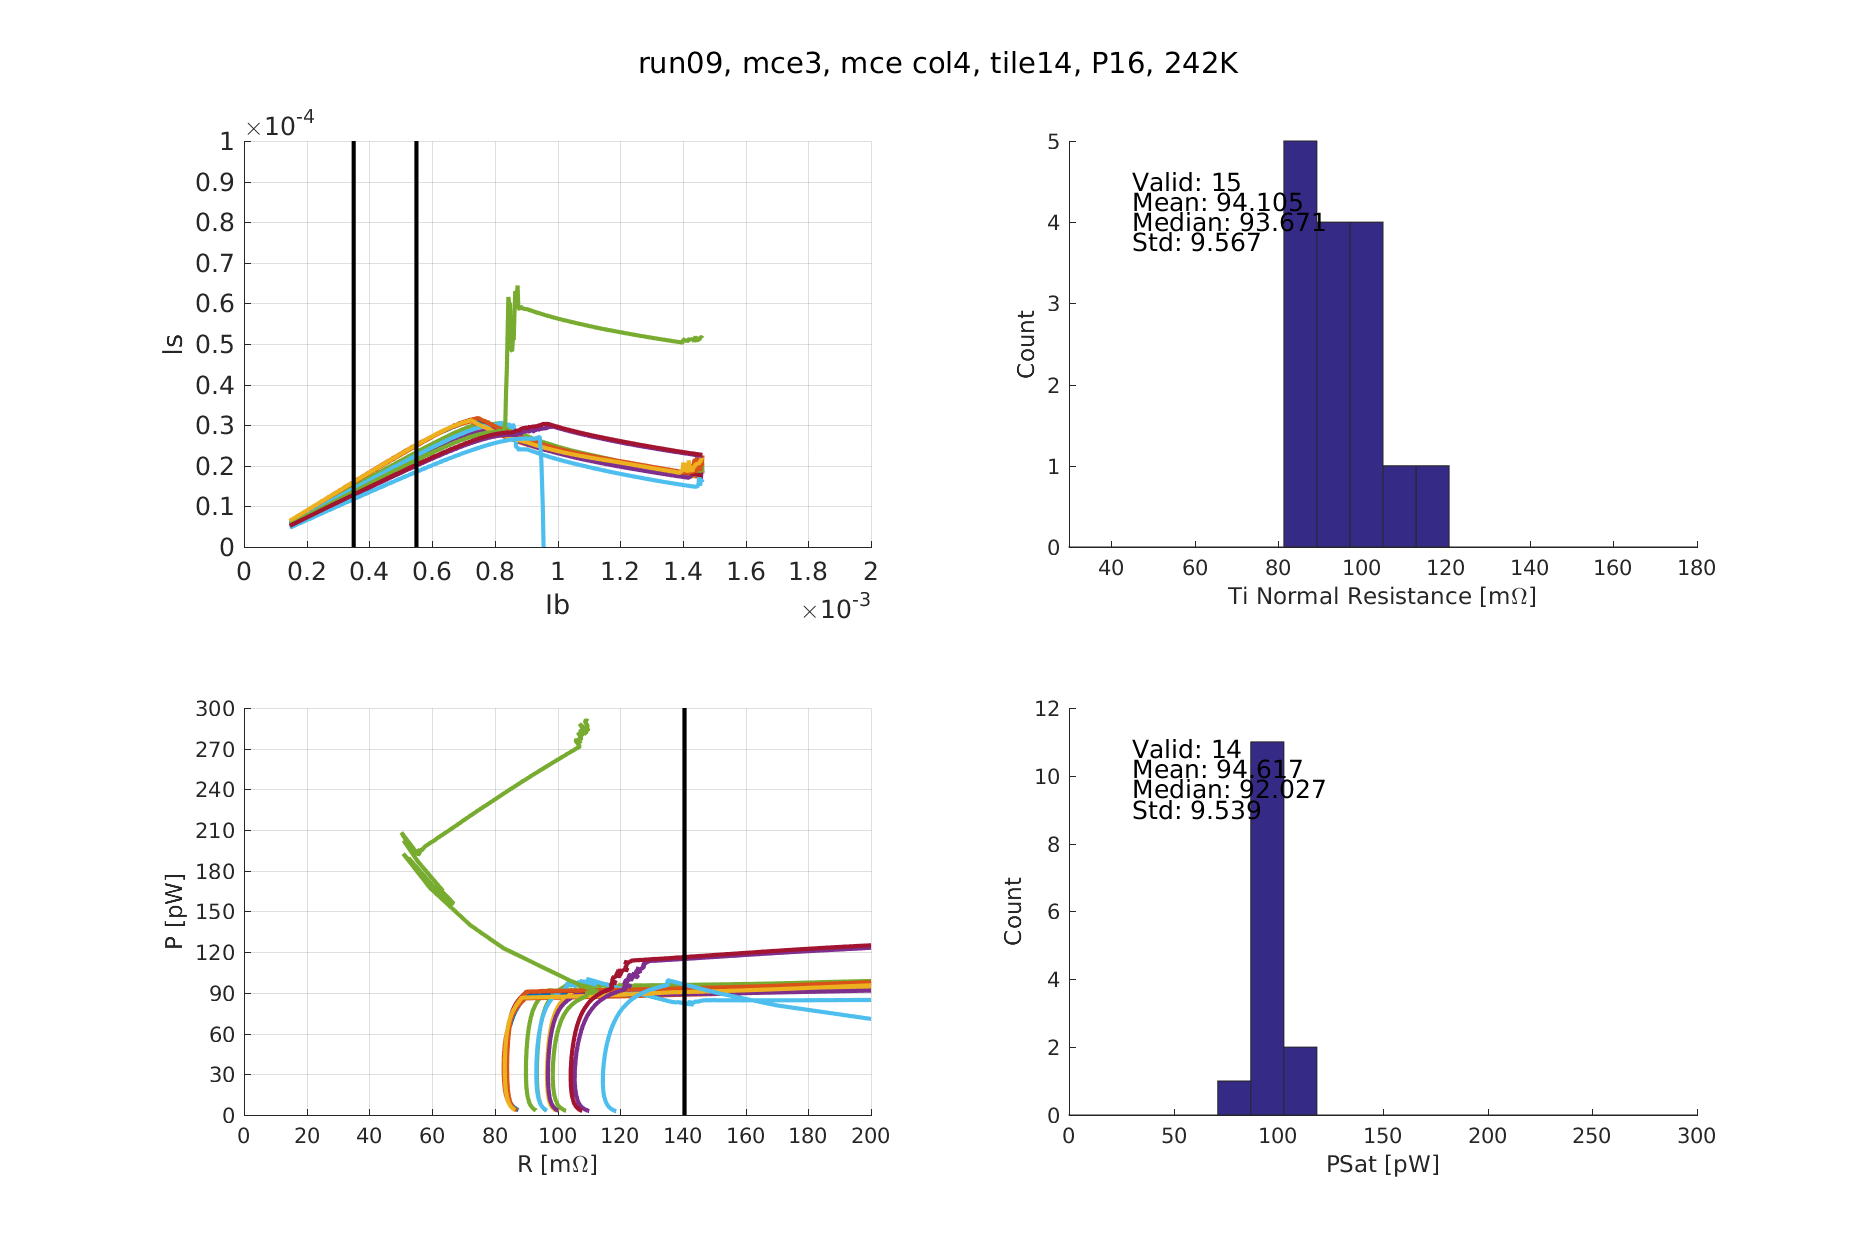 run09, mce3, mce col4, tile14, P16, 242K
×10-4
1
0.9
0.8
0.7
0.6
0.5
0.4
0.3
0.2
0.1
0
Is
0 0.2 0.4 0.6 0.8 1 1.2 1.4 1.6 1.8 2
Ib
×10-3
5
4
3
2
1
0
Count
Valid: 15
Mean: 94.105
Median: 93.671
Std: 9.567
40 60 80 100 120 140 160 180
Ti Normal Resistance [mΩ]
300
270
240
210
180
150
120
90
60
30
0
P [pW]
0 20 40 60 80 100 120 140 160 180 200
R [mΩ]
12
10
8
6
4
2
0
Count
Valid: 14
Mean: 94.617
Median: 92.027
Std: 9.539
0 50 100 150 200 250 300
PSat [pW]